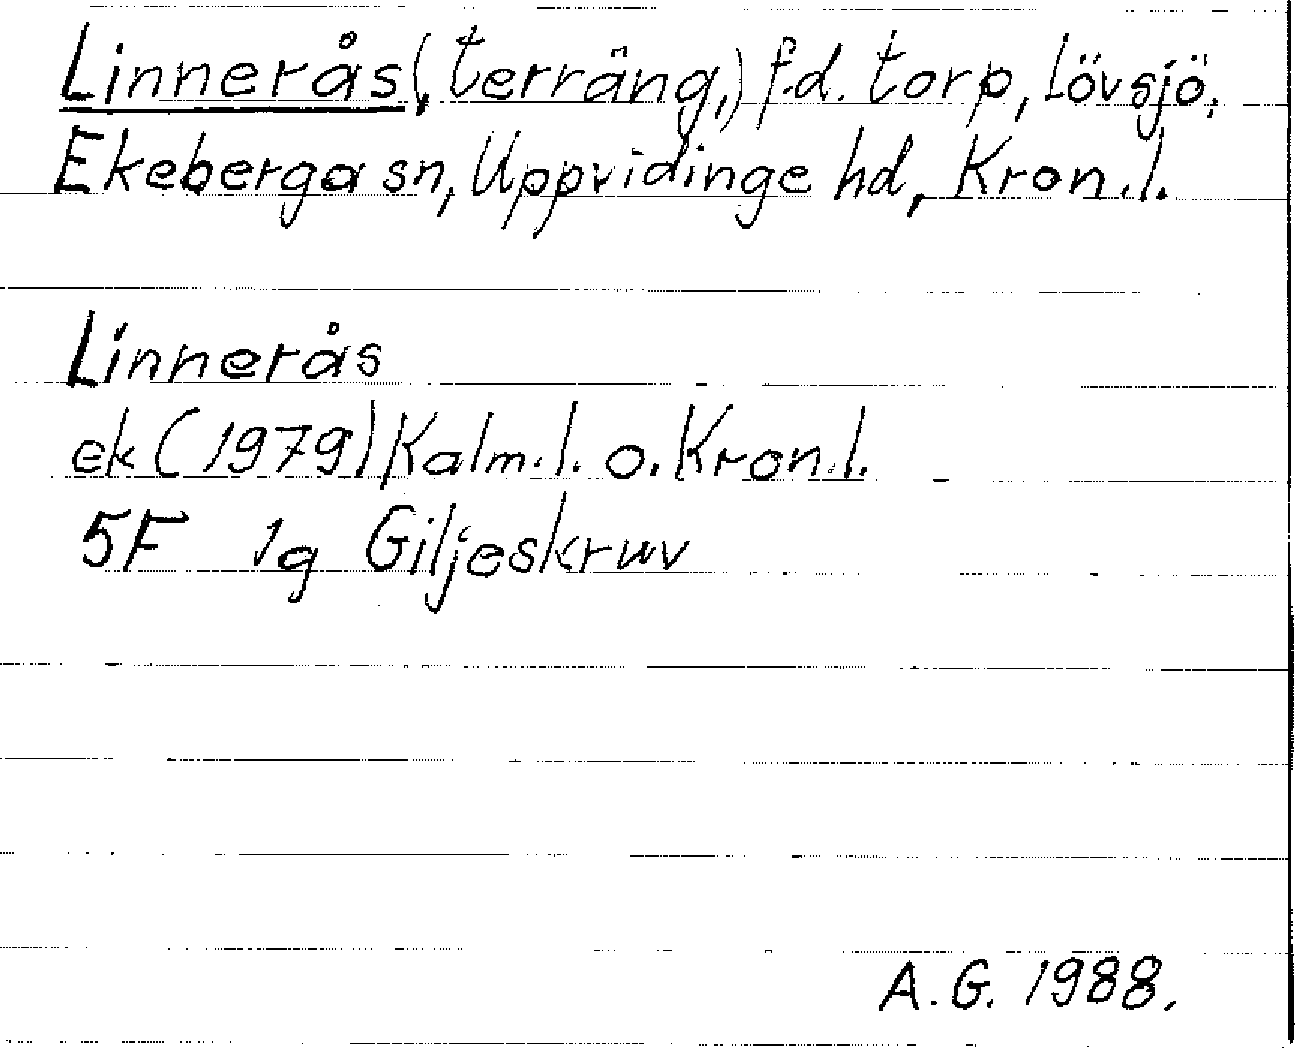 Linnerås (, terräng,) f.d. torp, Lövsjö,
Ekeberga sn, Uppvidinge hd, Kron.l.
Linnerås
ek (1979) Kalm.l. o. Kron.l.
5F 1g Giljeskruv
A.G. 1988.